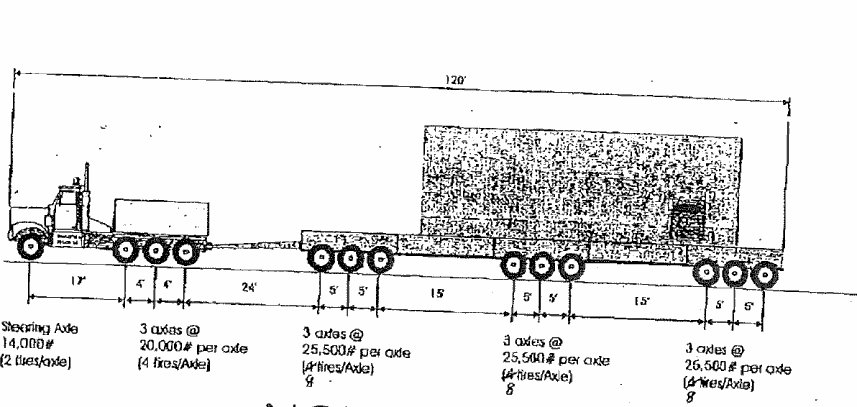 120'
17'
4'
4'
24'
5'
5'
15'
5'
5'
15'
5'
5'
Steering Axle
14,000#
(2 tires/axle)
3 axles @
20,000# per axle
(4 tires/Axle)
3 axles @
25,500# per axle
(4 tires/Axle)
8
3 axles @
25,500# per axle
(4 tires/Axle)
8
3 axles @
25,500# per axle
(4 tires/Axle)
8